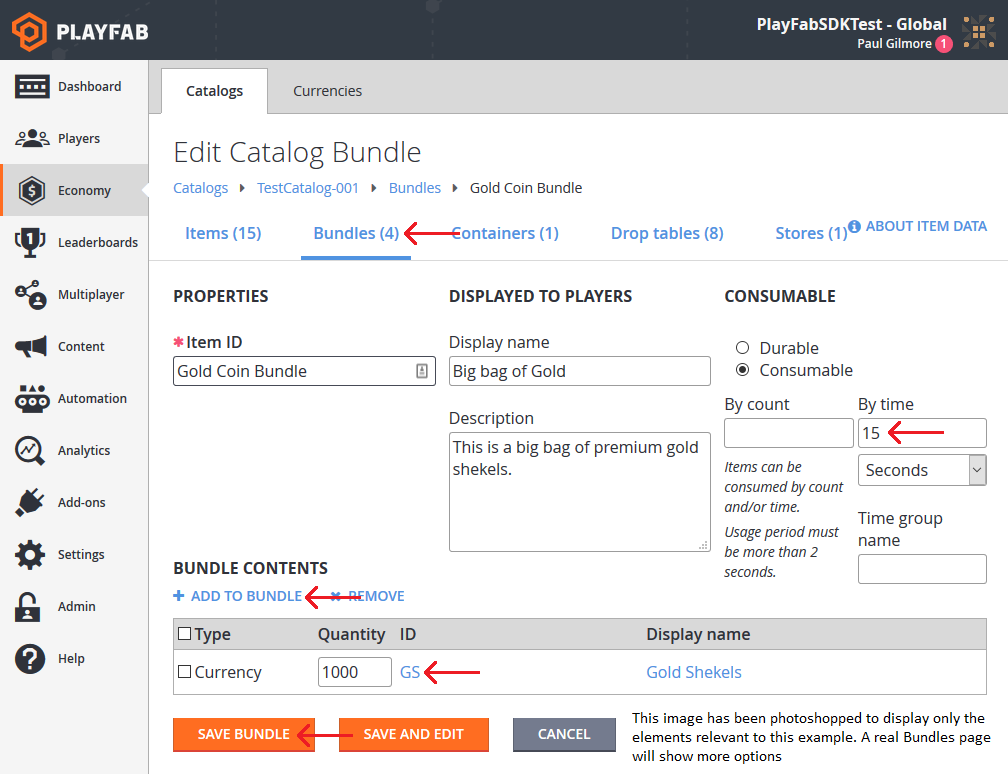 PLAYFAB
PlayFabSDKTest - Global
Paul Gilmore 1
Dashboard
Players
Economy
Leaderboards
Multiplayer
Content
Automation
Analytics
Add-ons
Settings
Admin
Help
Catalogs Currencies
Edit Catalog Bundle
Catalogs TestCatalog-001 Bundles Gold Coin Bundle
Items (15) Bundles (4) Containers (1) Drop tables (8) Stores (1) ABOUT ITEM DATA
PROPERTIES
*Item ID
Gold Coin Bundle
DISPLAYED TO PLAYERS
Display name
Big bag of Gold
Description
This is a big bag of premium gold
shekels.
CONSUMABLE
Durable
Consumable
By count
Items can be
consumed by count
and/or time.
Usage period must
be more than 2
seconds.
By time
15
Seconds
Time group
name
BUNDLE CONTENTS
+ ADD TO BUNDLE REMOVE
Type Quantity ID Display name
Currency 1000 GS Gold Shekels
SAVE BUNDLE SAVE AND EDIT CANCEL
This image has been photoshopped to display only the
elements relevant to this example. A real Bundles page
will show more options